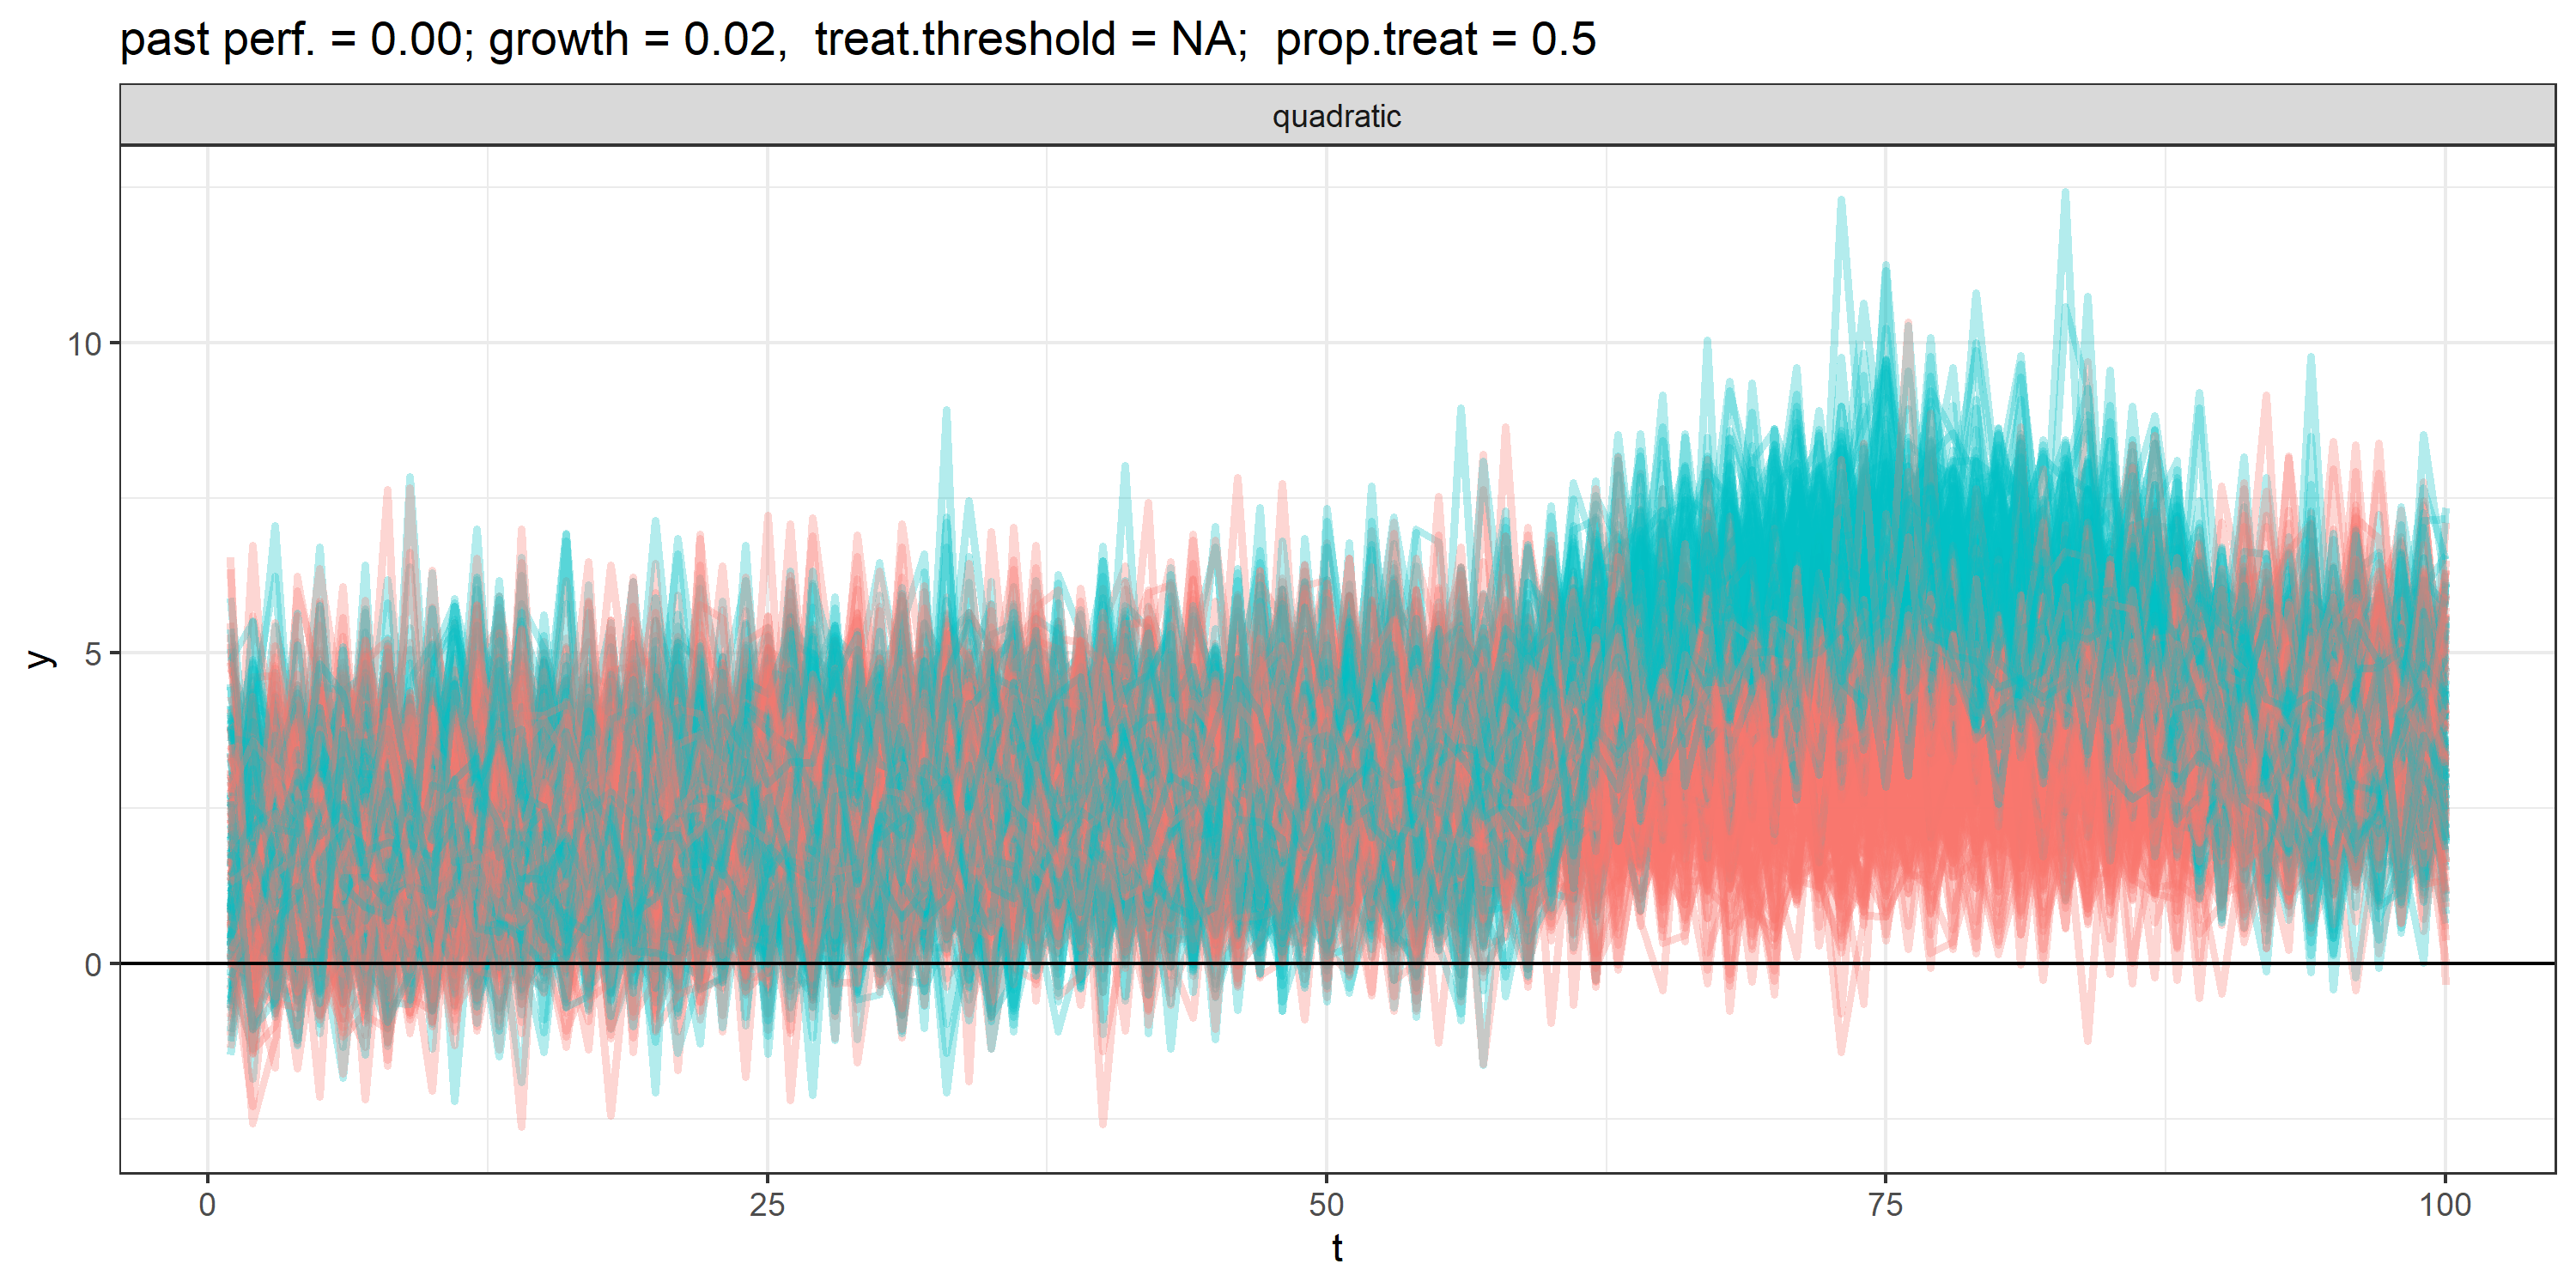 past perf. = 0.00; growth = 0.02,  treat.threshold = NA;  prop.treat = 0.5
quadratic
10
5
0
y
0 25 50 75 100
t